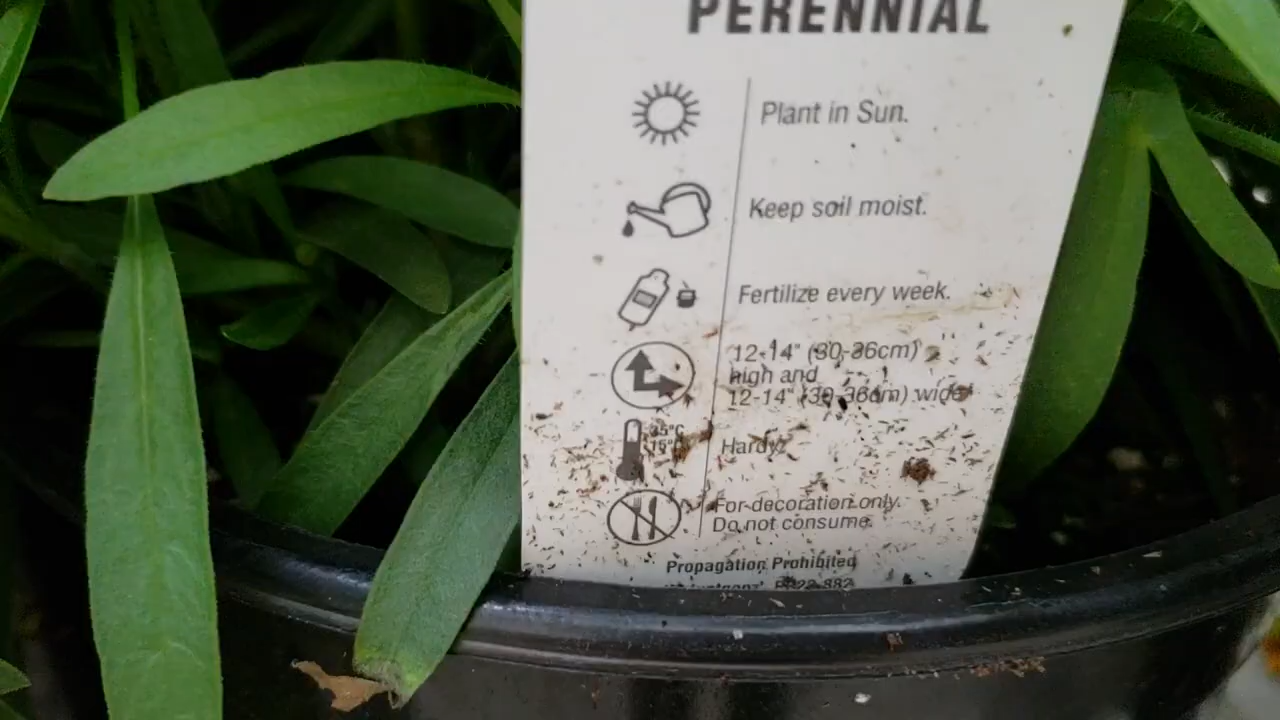 PERENNIAL
Plant in Sun.
Keep soil moist.
Fertilize every week.
12-14" (30-36cm)
high and
12-14" (30-36cm) wide
Hardy
For decoration only.
Do not consume.
Propagation Prohibited